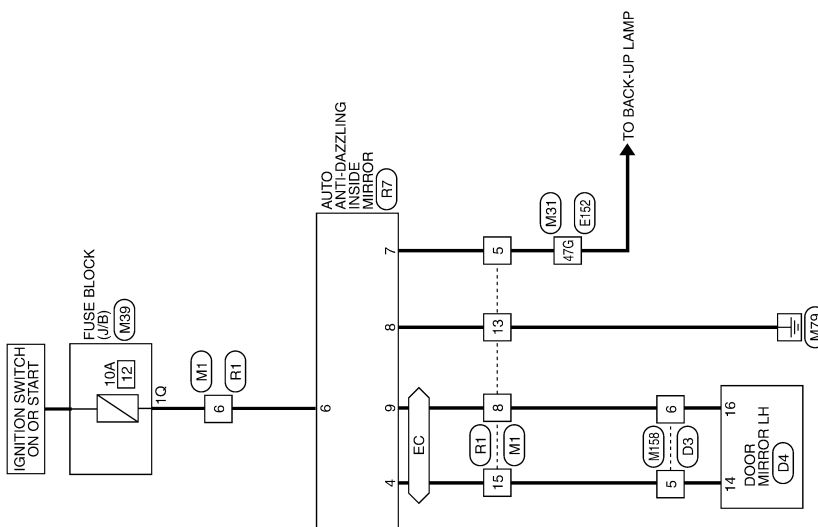 IGNITION SWITCH
ON OR START
FUSE BLOCK
(J/B)
M39
10A
12
1Q
M1
6
R1
6
AUTO
ANTI-DAZZLING
INSIDE
MIRROR
R7
4
9
8
7
EC
15
R1
M1
8
13
5
47G
M31
E152
TO BACK-UP LAMP
5
M158
D3
6
14
16
DOOR
MIRROR LH
D4
M79